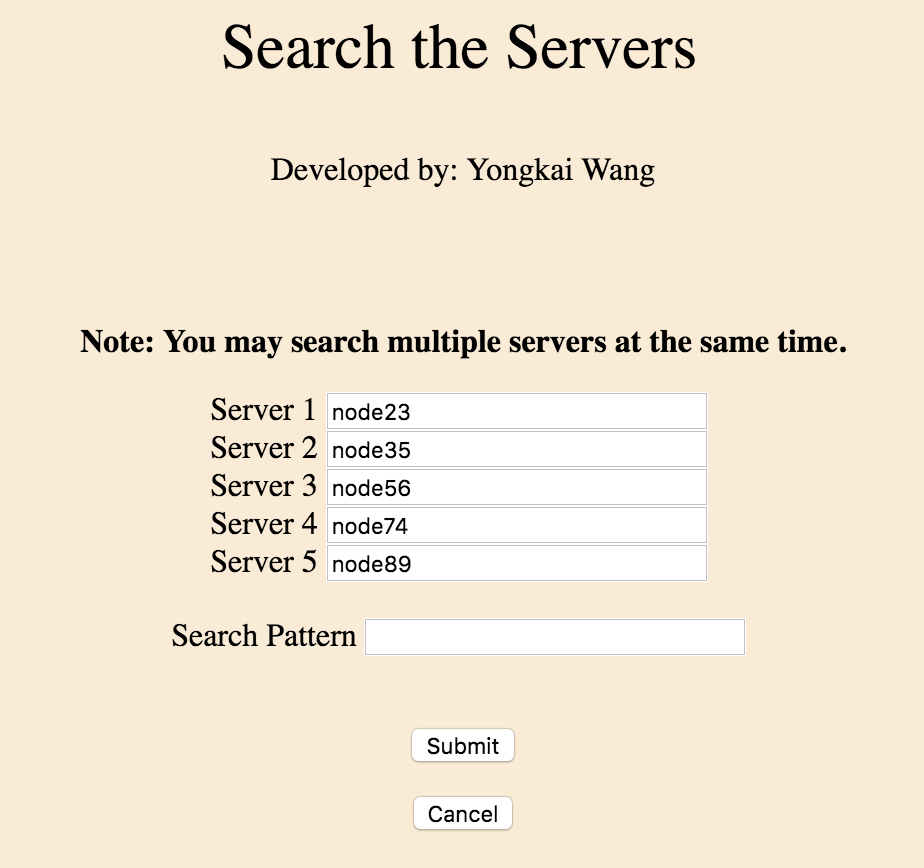 Search the Servers
Developed by: Yongkai Wang
Note: You may search multiple servers at the same time.
Server 1 node23
Server 2 node35
Server 3 node56
Server 4 node74
Server 5 node89
Search Pattern
Submit
Cancel